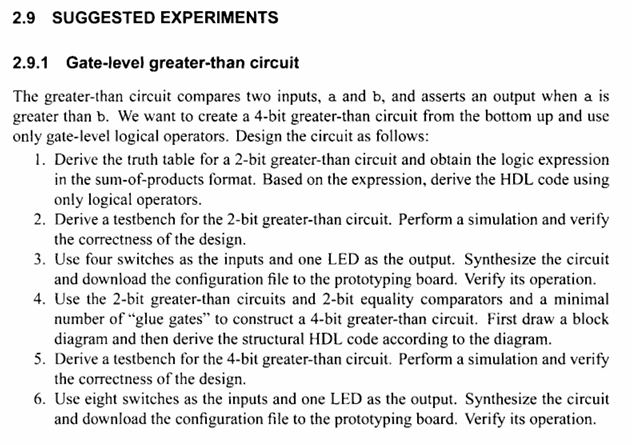 2.9 SUGGESTED EXPERIMENTS
2.9.1 Gate-level greater-than circuit
The greater-than circuit compares two inputs, a and b, and asserts an output when a is
greater than b. We want to create a 4-bit greater-than circuit from the bottom up and use
only gate-level logical operators. Design the circuit as follows:
1. Derive the truth table for a 2-bit greater-than circuit and obtain the logic expression
in the sum-of-products format. Based on the expression, derive the HDL code using
only logical operators.
2. Derive a testbench for the 2-bit greater-than circuit. Perform a simulation and verify
the correctness of the design.
3. Use four switches as the inputs and one LED as the output. Synthesize the circuit
and download the configuration file to the prototyping board. Verify its operation.
4. Use the 2-bit greater-than circuits and 2-bit equality comparators and a minimal
number of “glue gates” to construct a 4-bit greater-than circuit. First draw a block
diagram and then derive the structural HDL code according to the diagram.
5. Derive a testbench for the 4-bit greater-than circuit. Perform a simulation and verify
the correctness of the design.
6. Use eight switches as the inputs and one LED as the output. Synthesize the circuit
and download the configuration file to the prototyping board. Verify its operation.